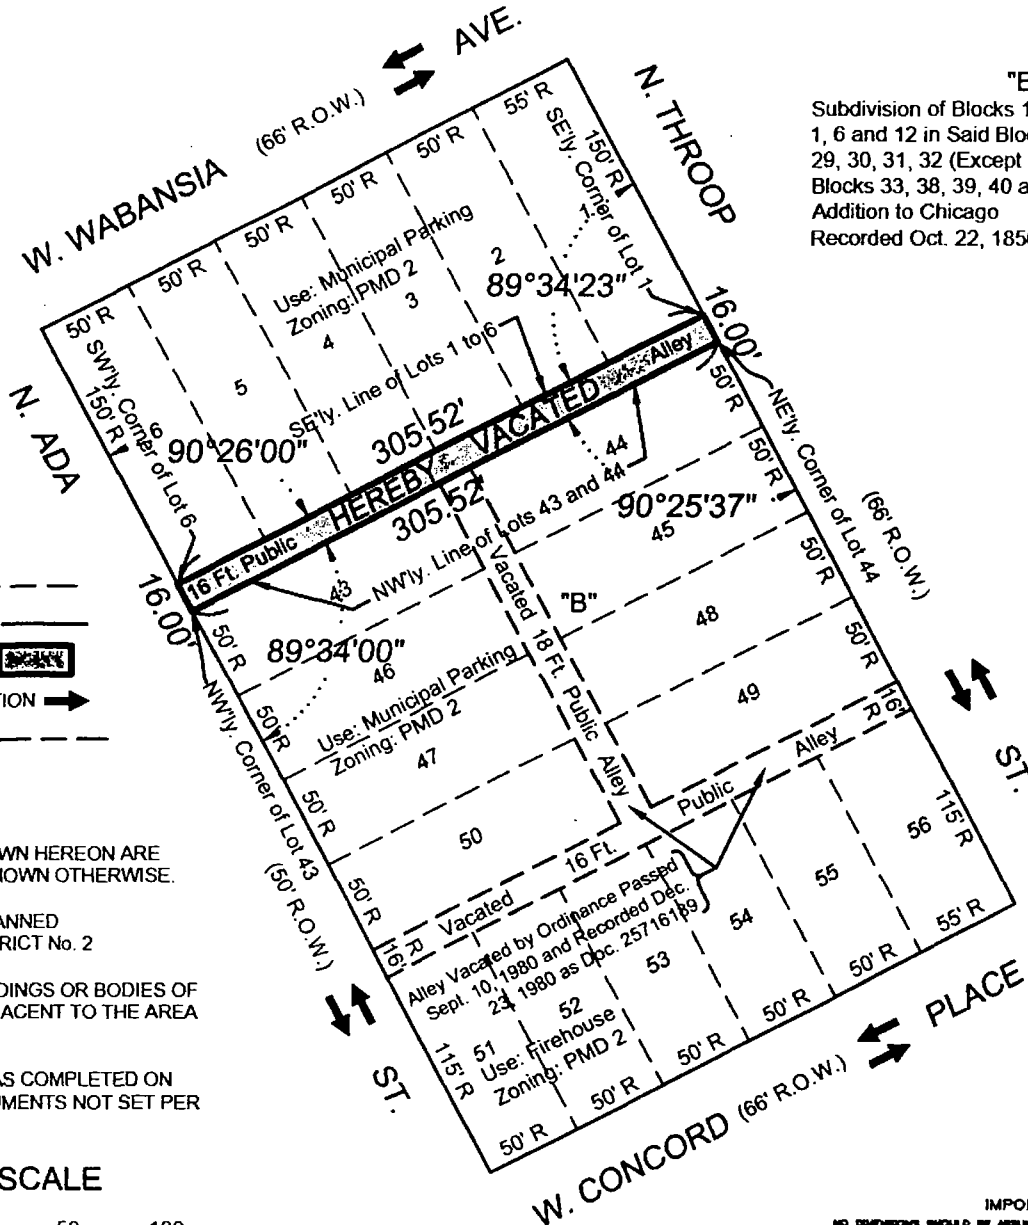 W. WABANSIA (66' R.O.W.) AVE.
N. THROOP
"B
Subdivision of Blocks 1
1, 6 and 12 in Said Bloc
29, 30, 31, 32 (Except
Blocks 33, 38, 39, 40 a
Addition to Chicago
Recorded Oct. 22, 1850
50' R
50' R
50' R
50' R
50' R
55' R
150' R
SE'ly. Corner of Lot 1
1
2
3
4
5
6
Use: Municipal Parking
Zoning: PMD 2
89°34'23"
16.00'
N. ADA
150' R
SW'ly. Corner of Lot 6
SE'ly. Line of Lots 1 to 6
90°26'00"
305.52'
16 Ft. Public HEREBY VACATED Alley
305.52'
NW'ly. Line of Lots 43 and 44
90°25'37"
NE'ly. Corner of Lot 44
(66' R.O.W.)
16.00'
89°34'00"
NW'ly. Corner of Lot 43
(50' R.O.W.)
43
44
45
46
47
48
49
50
"B"
Vacated 18 Ft. Public Alley
Use: Municipal Parking
Zoning: PMD 2
50' R
50' R
50' R
50' R
50' R
50' R
50' R
50' R
16' R
16' R
Vacated 16 Ft. Public Alley
TION
WN HEREON ARE
HOWN OTHERWISE.
ANNED
RICT No. 2
DINGS OR BODIES OF
ACENT TO THE AREA
AS COMPLETED ON
UMENTS NOT SET PER
SCALE
50 100
Alley Vacated by Ordinance Passed
Sept. 10, 1980 and Recorded Dec.
23, 1980 as Doc. 25716189
51
52
53
54
55
56
Use: Firehouse
Zoning: PMD 2
115' R
115' R
50' R
50' R
50' R
50' R
50' R
55' R
ST.
ST.
W. CONCORD (66' R.O.W.) PLACE
IMPO